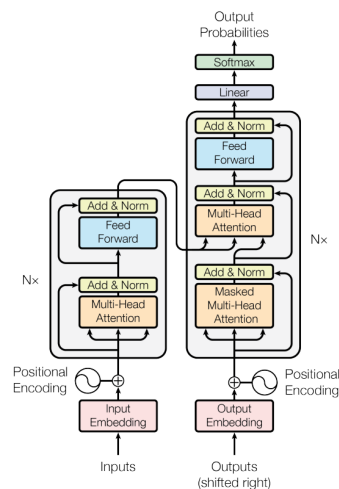 Output
Probabilities
Softmax
Linear
Add & Norm
Feed
Forward
Add & Norm
Multi-Head
Attention
Add & Norm
Masked
Multi-Head
Attention
Nx
Positional
Encoding
Output
Embedding
Outputs
(shifted right)
Add & Norm
Feed
Forward
Add & Norm
Multi-Head
Attention
Nx
Positional
Encoding
Input
Embedding
Inputs